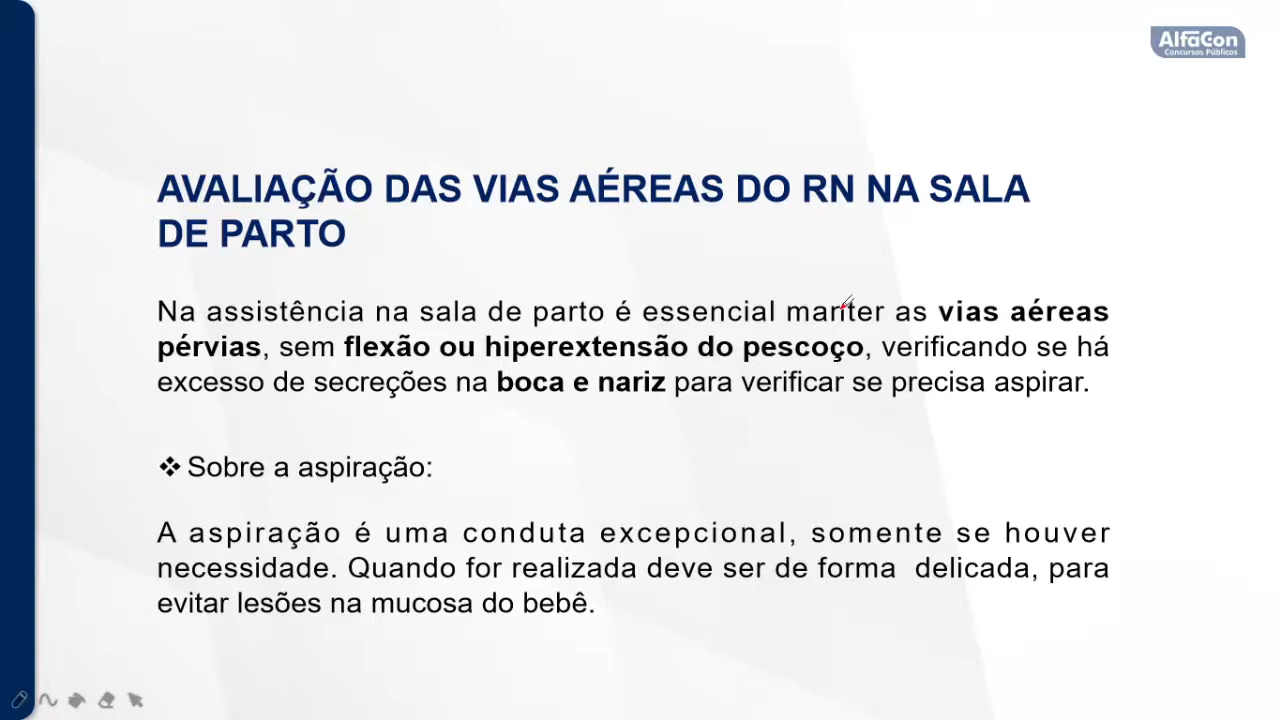 AlfaCon
Concursos Públicos
AVALIAÇÃO DAS VIAS AÉREAS DO RN NA SALA
DE PARTO
Na assistência na sala de parto é essencial manter as vias aéreas
pérvias, sem flexão ou hiperextensão do pescoço, verificando se há
excesso de secreções na boca e nariz para verificar se precisa aspirar.
❖ Sobre a aspiração:
A aspiração é uma conduta excepcional, somente se houver
necessidade. Quando for realizada deve ser de forma delicada, para
evitar lesões na mucosa do bebê.